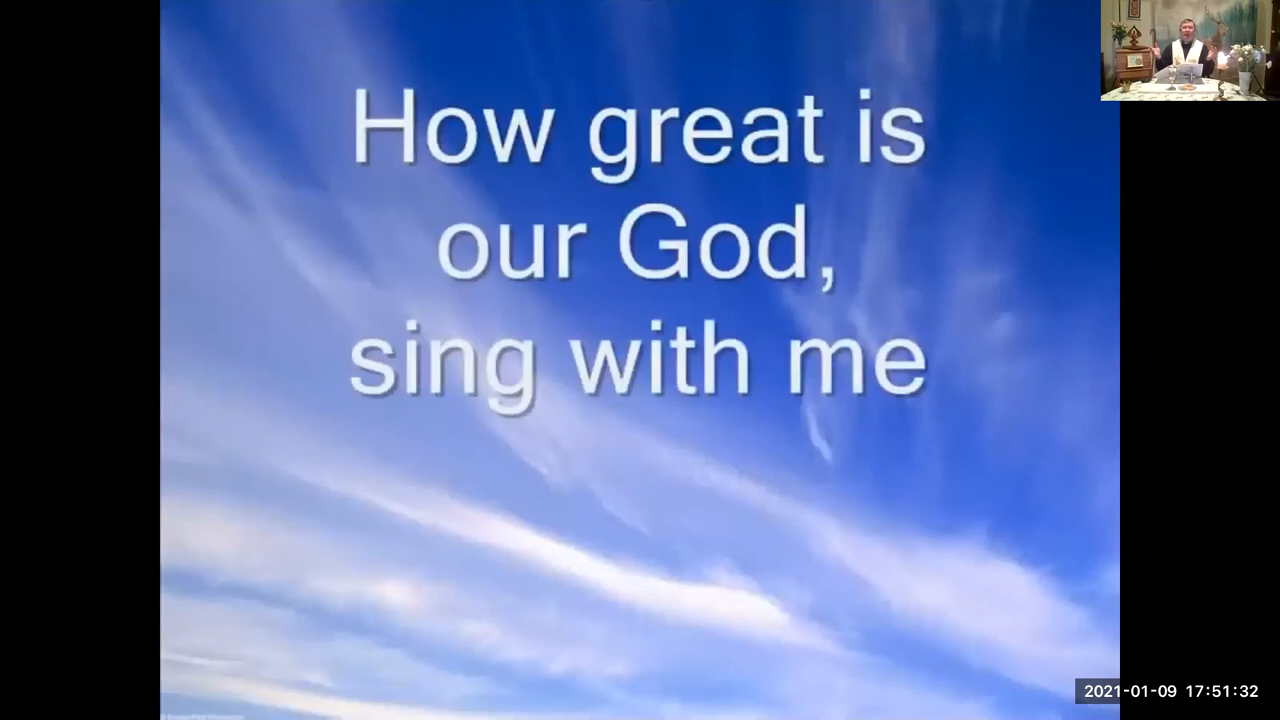 How great is
our God,
sing with me
2021-01-09 17:51:32